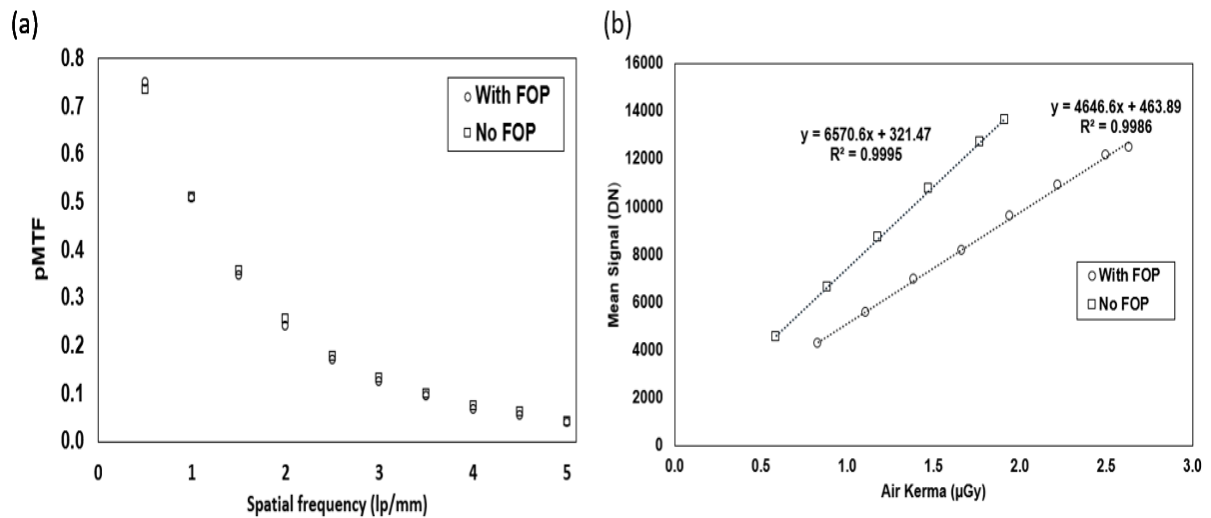 (a)
0.8
0.7
0.6
0.5
0.4
0.3
0.2
0.1
0.0
pMTF
With FOP
No FOP
0
1
2
3
4
5
Spatial frequency (lp/mm)
(b)
16000
14000
12000
10000
8000
6000
4000
2000
0
Mean Signal (DN)
y = 6570.6x + 321.47
R² = 0.9995
y = 4646.6x + 463.89
R² = 0.9986
With FOP
No FOP
0.0
0.5
1.0
1.5
2.0
2.5
3.0
Air Kerma (µGy)